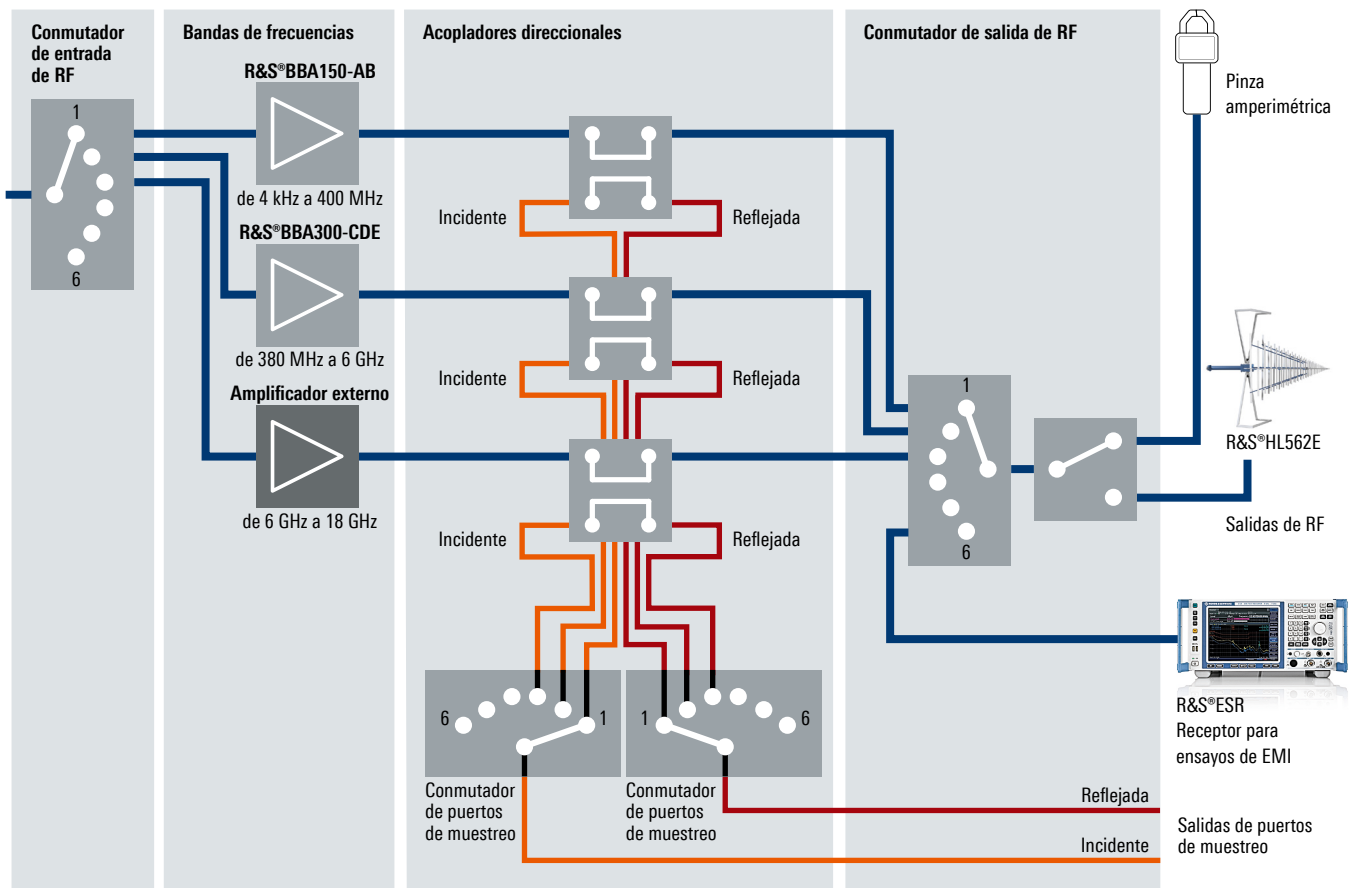 Conmutador
de entrada
de RF
1
6
Bandas de frecuencias
R&S®BBA150-AB
de 4 kHz a 400 MHz
R&S®BBA300-CDE
de 380 MHz a 6 GHz
Amplificador externo
de 6 GHz a 18 GHz
Acopladores direccionales
Incidente
Reflejada
Incidente
Reflejada
Incidente
Reflejada
6
1
1
6
Conmutador
de puertos
de muestreo
Conmutador
de puertos
de muestreo
Conmutador de salida de RF
1
6
Pinza
amperimétrica
R&S®HL562E
Salidas de RF
R&S®ESR
Receptor para
ensayos de EMI
Reflejada
Incidente
Salidas de puertos
de muestreo